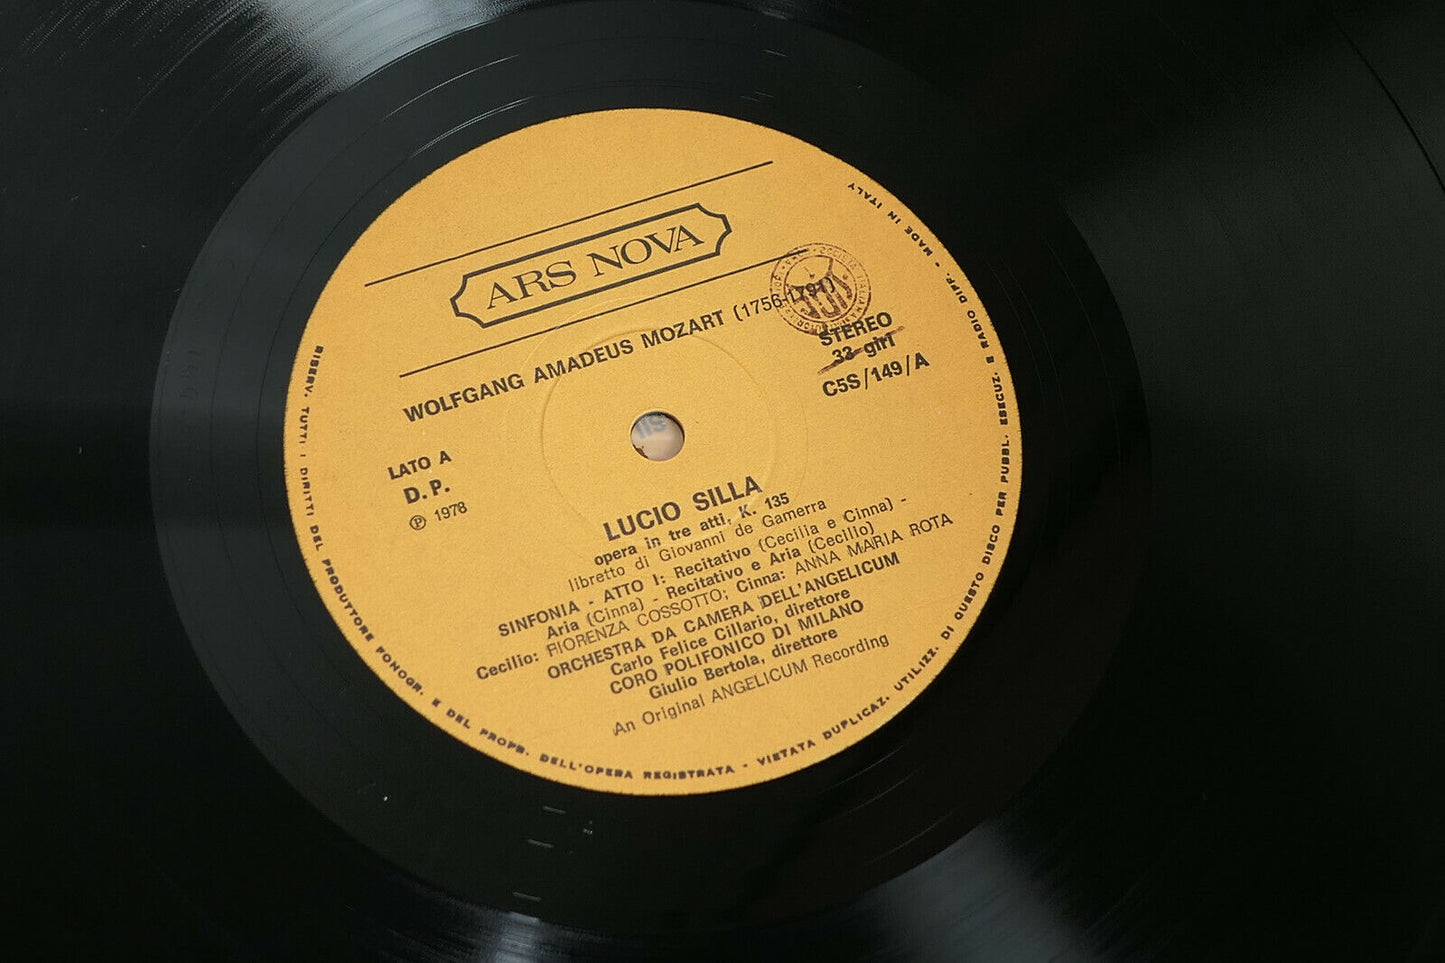 ARS NOVA
WOLFGANG AMADEUS MOZART (1756-1791)
STEREO
33 giri
C5S/149/A
LATO A
D.P.
℗ 1978
LUCIO SILLA
opera in tre atti, K. 135
libretto di Giovanni de Gamerra
SINFONIA - ATTO I: Recitativo (Cecilia e Cinna) -
Aria (Cinna) - Recitativo e Aria (Cecilio)
Cecilio: FIORENZA COSSOTTO; Cinna: ANNA MARIA ROTA
ORCHESTRA DA CAMERA DELL'ANGELICUM
Carlo Felice Cillario, direttore
CORO POLIFONICO DI MILANO
Giulio Bertola, direttore
An Original ANGELICUM Recording
RISERV. TUTTI I DIRITTI DEL PRODUTTORE FONOGR. E DEL PROPR. DELL'OPERA REGISTRATA - VIETATA DUPLICAZ. UTILIZZ. DI QUESTO DISCO PER PUBBL. ESECUZ. E RADIO DIFF. - MADE IN ITALY